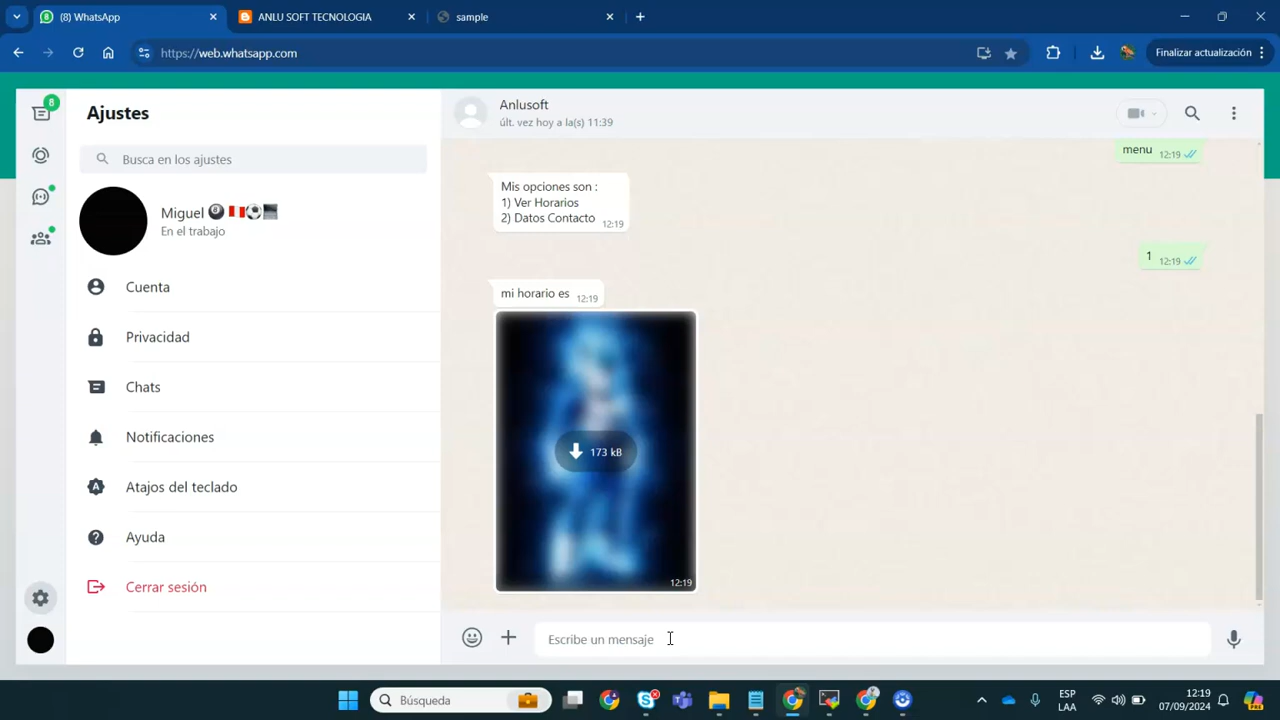 (8) WhatsApp
ANLU SOFT TECNOLOGIA
sample
https://web.whatsapp.com
Finalizar actualización
8
Ajustes
Busca en los ajustes
Miguel
En el trabajo
Cuenta
Privacidad
Chats
Notificaciones
Atajos del teclado
Ayuda
Cerrar sesión
Anlusoft
últ. vez hoy a la(s) 11:39
menu 12:19
Mis opciones son :
1) Ver Horarios
2) Datos Contacto 12:19
1 12:19
mi horario es 12:19
173 kB
12:19
Escribe un mensaje
Búsqueda
ESP
LAA
12:19
07/09/2024